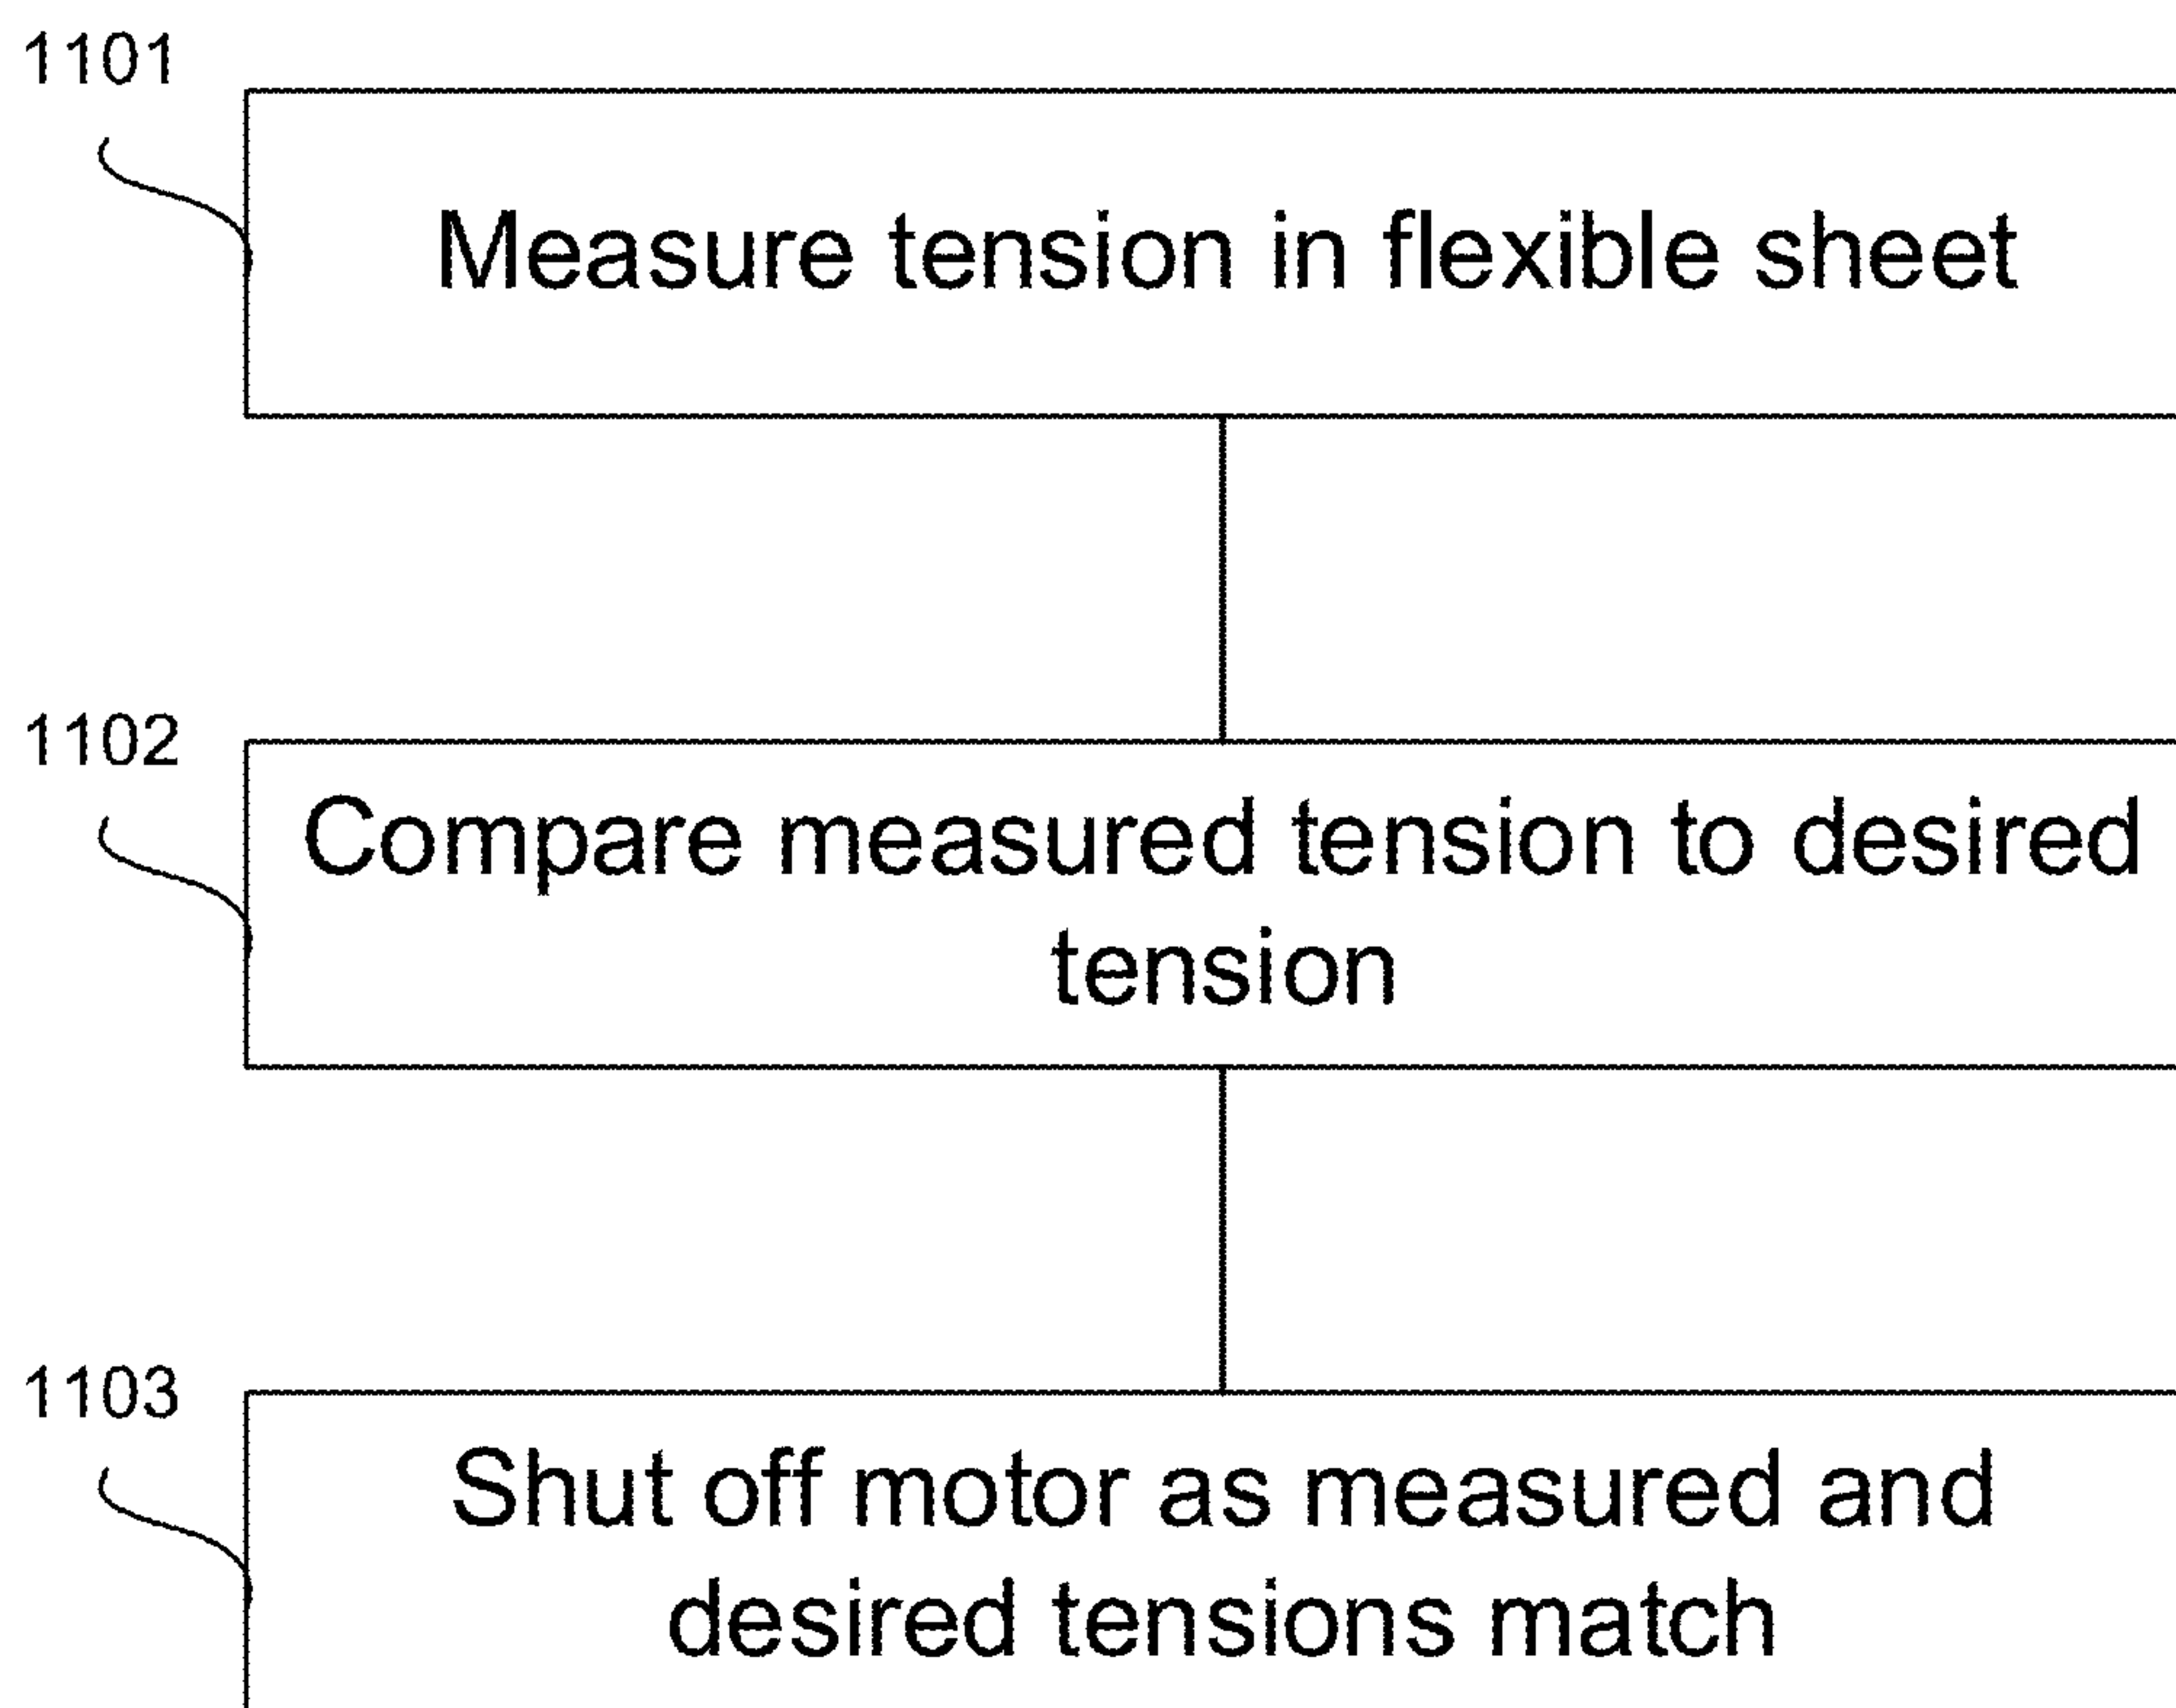 1101
Measure tension in flexible sheet
1102
Compare measured tension to desired
tension
1103
Shut off motor as measured and
desired tensions match